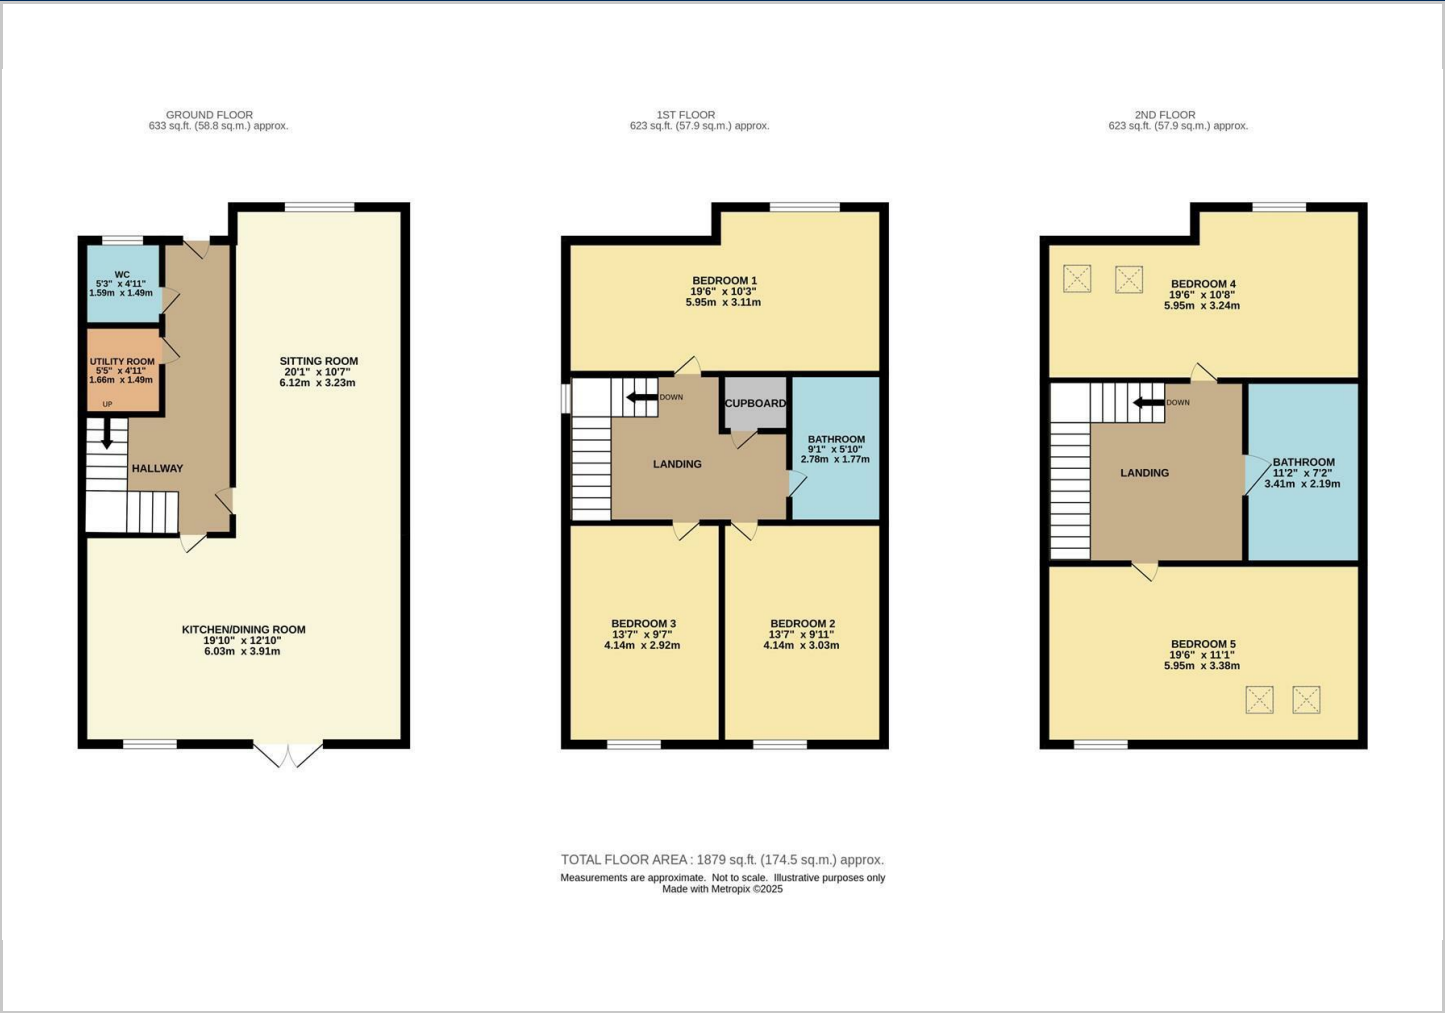 GROUND FLOOR
633 sq.ft. (58.8 sq.m.) approx.
WC
5'3" x 4'11"
1.59m x 1.49m
UTILITY ROOM
5'5" x 4'11"
1.66m x 1.49m
UP
HALLWAY
SITTING ROOM
20'1" x 10'7"
6.12m x 3.23m
KITCHEN/DINING ROOM
19'10" x 12'10"
6.03m x 3.91m
1ST FLOOR
623 sq.ft. (57.9 sq.m.) approx.
BEDROOM 1
19'6" x 10'3"
5.95m x 3.11m
DOWN
CUPBOARD
LANDING
BATHROOM
9'1" x 5'10"
2.78m x 1.77m
BEDROOM 3
13'7" x 9'7"
4.14m x 2.92m
BEDROOM 2
13'7" x 9'11"
4.14m x 3.03m
2ND FLOOR
623 sq.ft. (57.9 sq.m.) approx.
BEDROOM 4
19'6" x 10'8"
5.95m x 3.24m
DOWN
LANDING
BATHROOM
11'2" x 7'2"
3.41m x 2.19m
BEDROOM 5
19'6" x 11'1"
5.95m x 3.38m
TOTAL FLOOR AREA : 1879 sq.ft. (174.5 sq.m.) approx.
Measurements are approximate. Not to scale. Illustrative purposes only
Made with Metropix ©2025